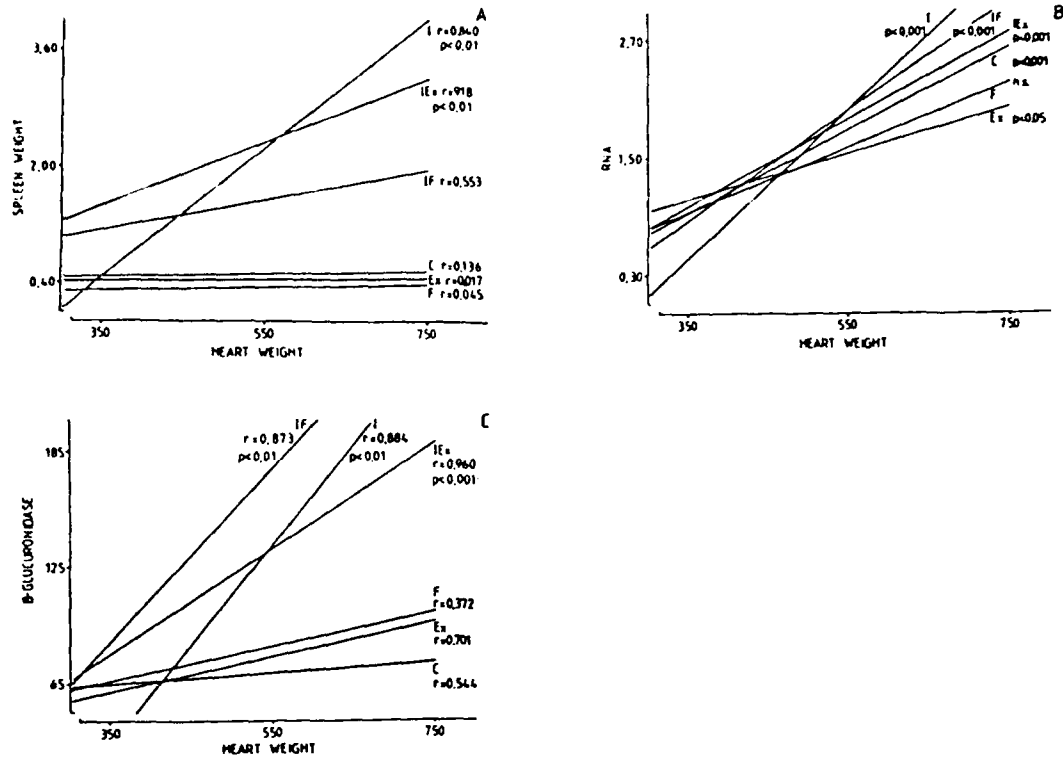 A
3,60
2,00
0,40
SPLEEN WEIGHT
I r=0,840
p<0,01
IEx r=918
p<0,01
IF r=0,553
C r=0,136
Ex r=0,017
F r=0,045
350 550 750
HEART WEIGHT
B
2,70
1,50
0,30
RNA
I
p<0,001
IF
p<0,001
IEx
p<0,001
C p<0,001
n.s.
F
Ex p<0,05
350 550 750
HEART WEIGHT
C
185
125
65
B-GLUCURONIDASE
IF
r=0,873
p<0,01
I
r=0,884
p<0,01
IEx
r=0,960
p<0,001
F
r=0,372
Ex
r=0,701
C
r=0,544
350 550 750
HEART WEIGHT